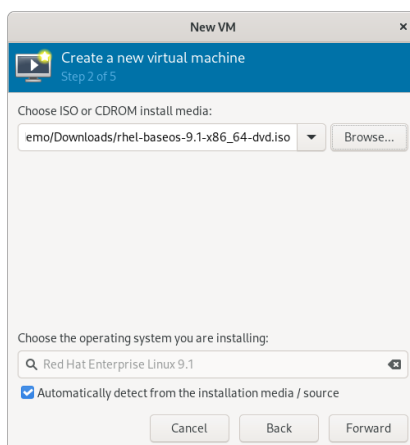 New VM
Create a new virtual machine
Step 2 of 5
Choose ISO or CDROM install media:
emo/Downloads/rhel-baseos-9.1-x86_64-dvd.iso
Browse...
Choose the operating system you are installing:
Red Hat Enterprise Linux 9.1
Automatically detect from the installation media / source
Cancel Back Forward